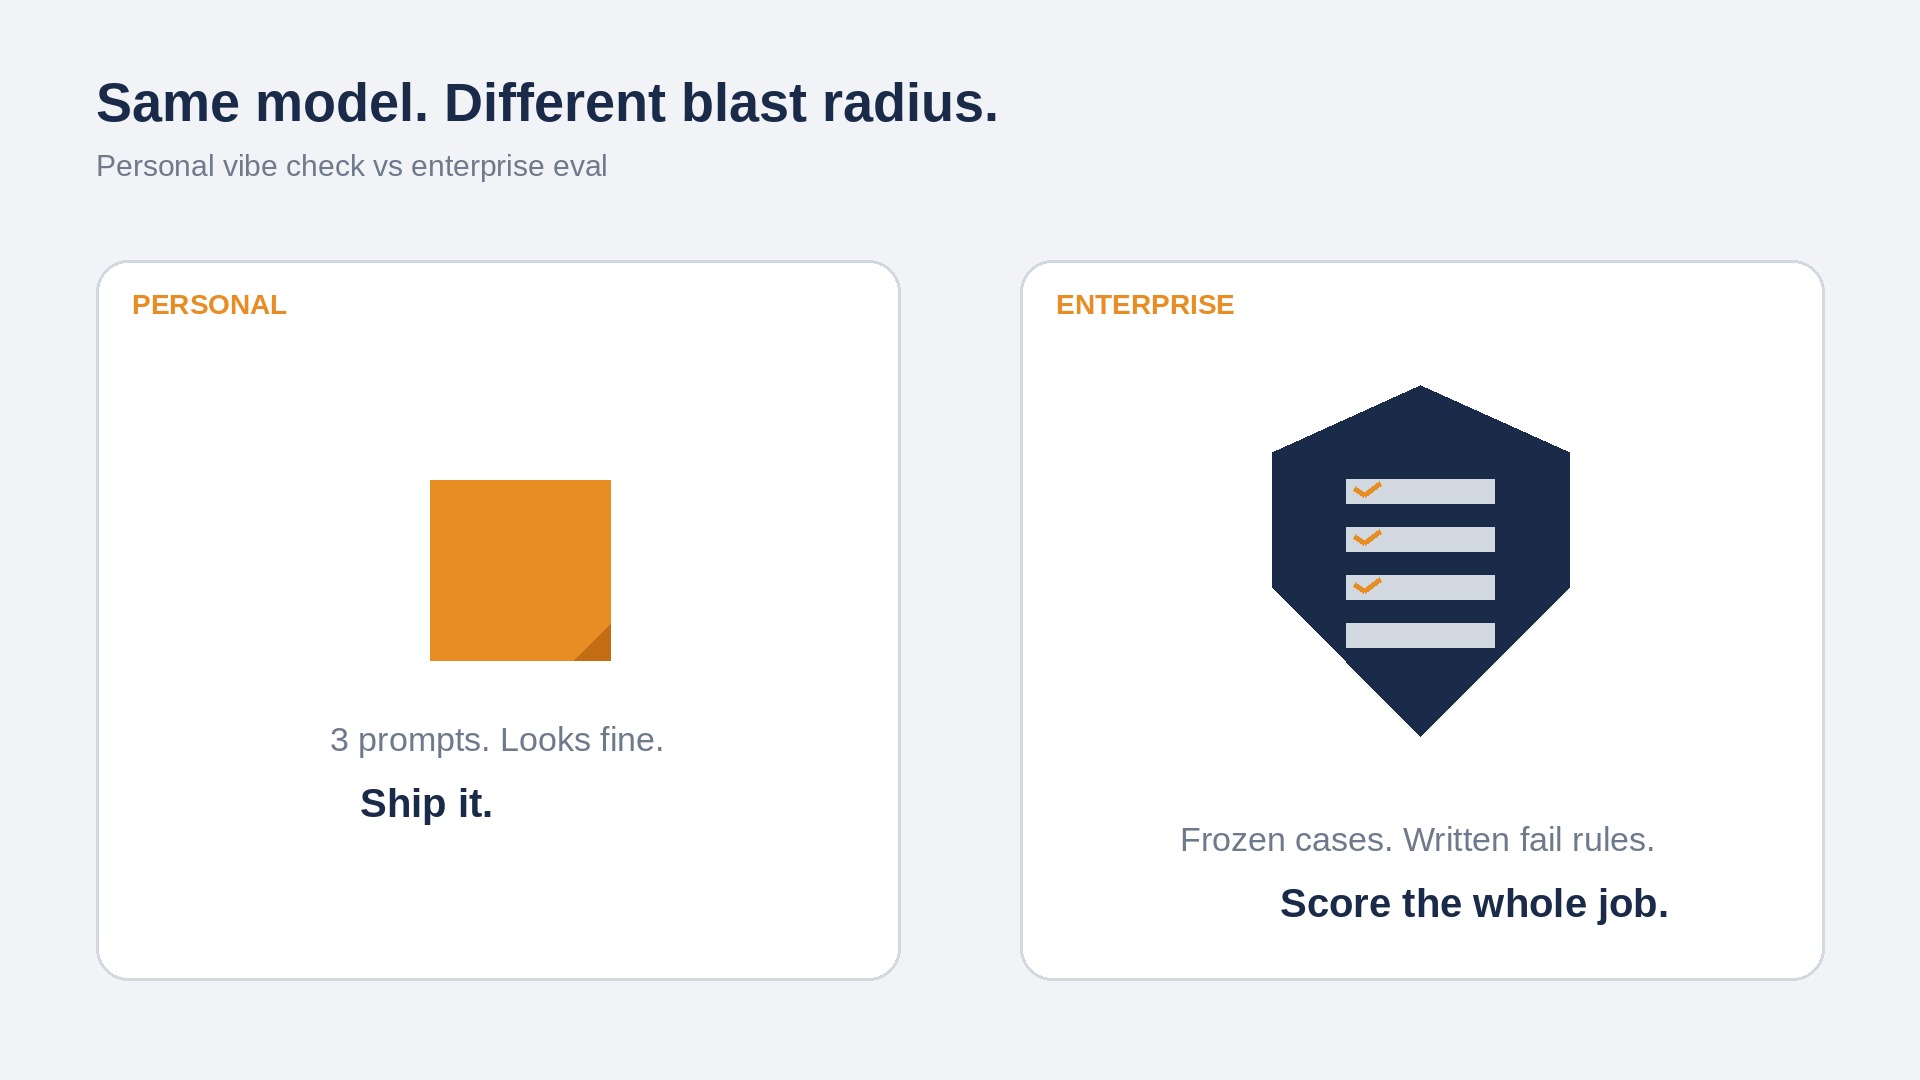 Same model. Different blast radius.
Personal vibe check vs enterprise eval
PERSONAL
3 prompts. Looks fine.
Ship it.
ENTERPRISE
Frozen cases. Written fail rules.
Score the whole job.